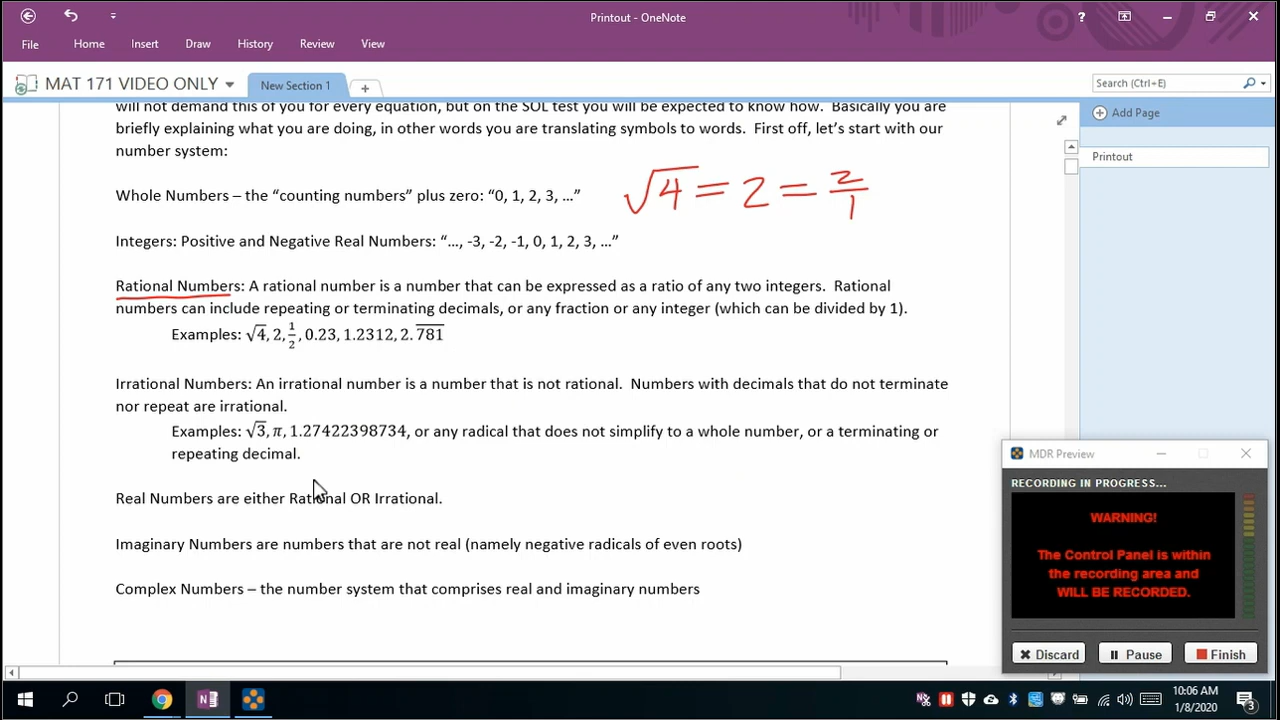 Printout - OneNote
File Home Insert Draw History Review View
MAT 171 VIDEO ONLY
New Section 1
Search (Ctrl+E)
Add Page
Printout
will not demand this of you for every equation, but on the SOL test you will be expected to know how. Basically you are
briefly explaining what you are doing, in other words you are translating symbols to words. First off, let's start with our
number system:
Whole Numbers – the “counting numbers” plus zero: “0, 1, 2, 3, …”
√4 = 2 = 2/1
Integers: Positive and Negative Real Numbers: “…, -3, -2, -1, 0, 1, 2, 3, …”
Rational Numbers: A rational number is a number that can be expressed as a ratio of any two integers. Rational
numbers can include repeating or terminating decimals, or any fraction or any integer (which can be divided by 1).
Examples: √4, 2, 1/2, 0.23, 1.2312, 2.7̅8̅1̅
Irrational Numbers: An irrational number is a number that is not rational. Numbers with decimals that do not terminate
nor repeat are irrational.
Examples: √3, π, 1.27422398734, or any radical that does not simplify to a whole number, or a terminating or
repeating decimal.
Real Numbers are either Rational OR Irrational.
Imaginary Numbers are numbers that are not real (namely negative radicals of even roots)
Complex Numbers – the number system that comprises real and imaginary numbers
MDR Preview
RECORDING IN PROGRESS...
WARNING!
The Control Panel is within
the recording area and
WILL BE RECORDED.
Discard Pause Finish
10:06 AM
1/8/2020
3